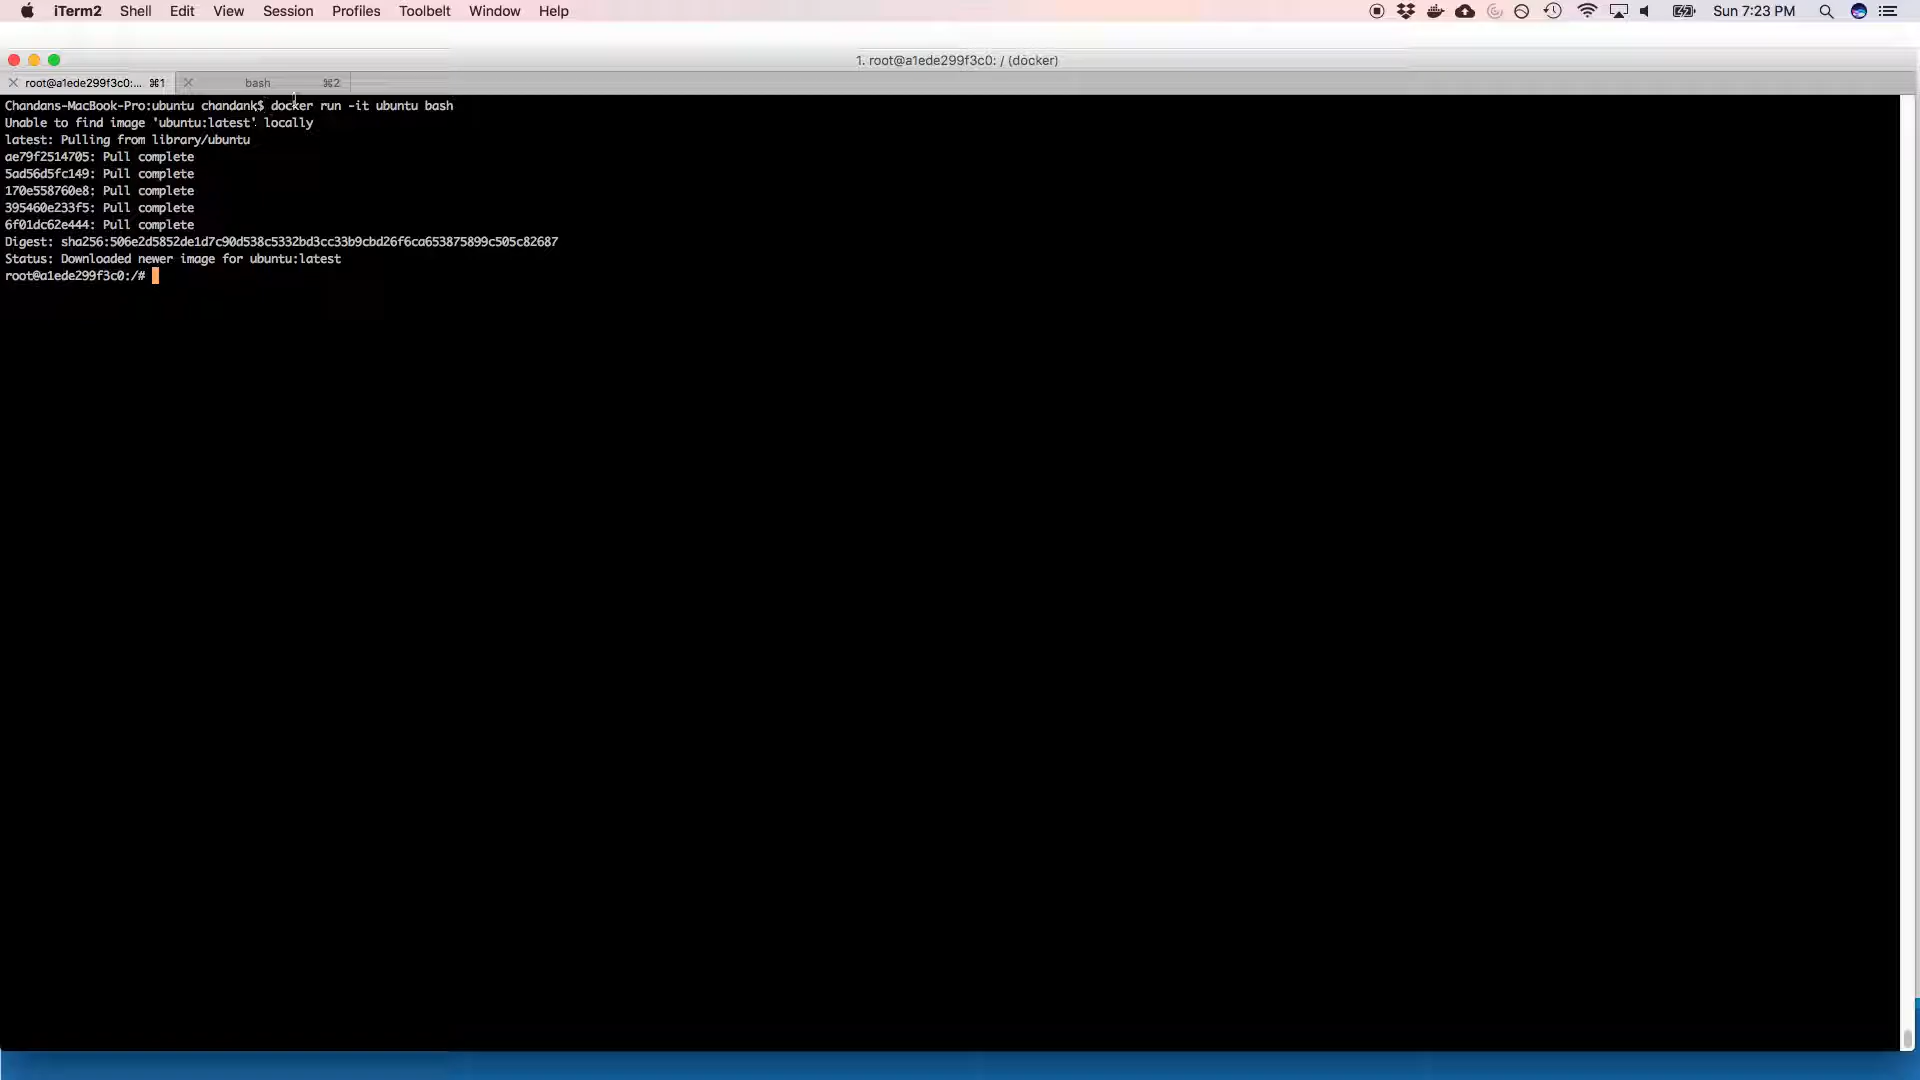 iTerm2 Shell Edit View Session Profiles Toolbelt Window Help Sun 7:23 PM
1. root@a1ede299f3c0: / (docker)
root@a1ede299f3c0:... ⌘1 bash ⌘2
Chandans-MacBook-Pro:ubuntu chandank$ docker run -it ubuntu bash
Unable to find image 'ubuntu:latest' locally
latest: Pulling from library/ubuntu
ae79f2514705: Pull complete
5ad56d5fc149: Pull complete
170e558760e8: Pull complete
395460e233f5: Pull complete
6f01dc62e444: Pull complete
Digest: sha256:506e2d5852de1d7c90d538c5332bd3cc33b9cbd26f6ca653875899c505c82687
Status: Downloaded newer image for ubuntu:latest
root@a1ede299f3c0:/#